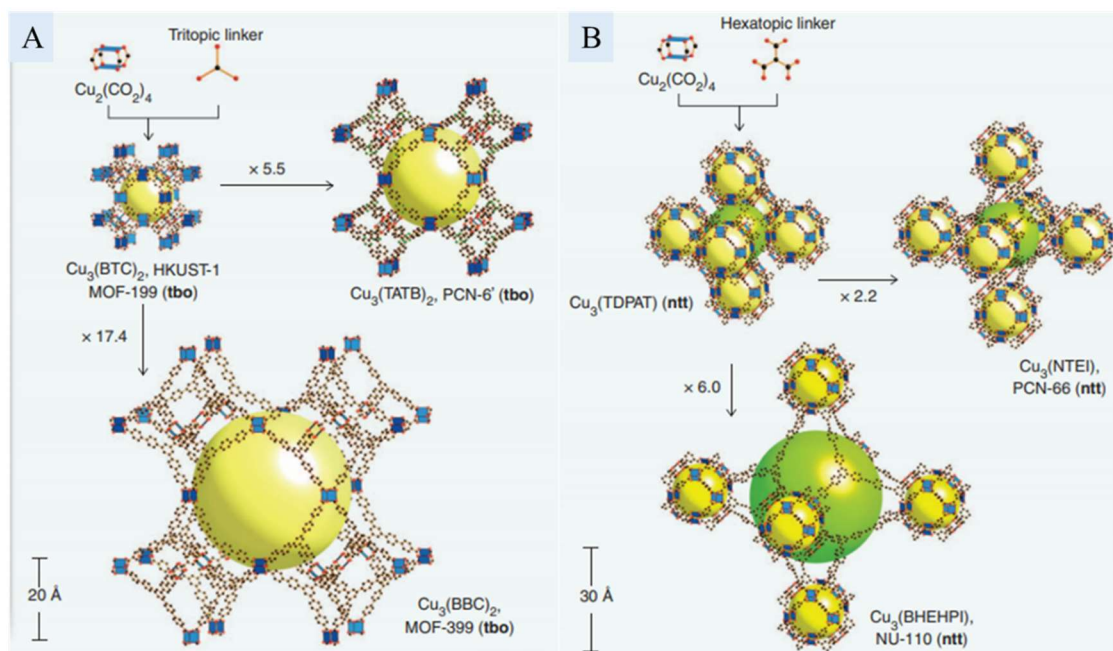 A
Tritopic linker
Cu₂(CO₂)₄
× 5.5
Cu₃(BTC)₂, HKUST-1
MOF-199 (tbo)
Cu₃(TATB)₂, PCN-6' (tbo)
× 17.4
20 Å
Cu₃(BBC)₂,
MOF-399 (tbo)
B
Hexatopic linker
Cu₂(CO₂)₄
Cu₃(TDPAT) (ntt)
× 2.2
Cu₃(NTEI),
PCN-66 (ntt)
× 6.0
30 Å
Cu₃(BHEHPI),
NU-110 (ntt)